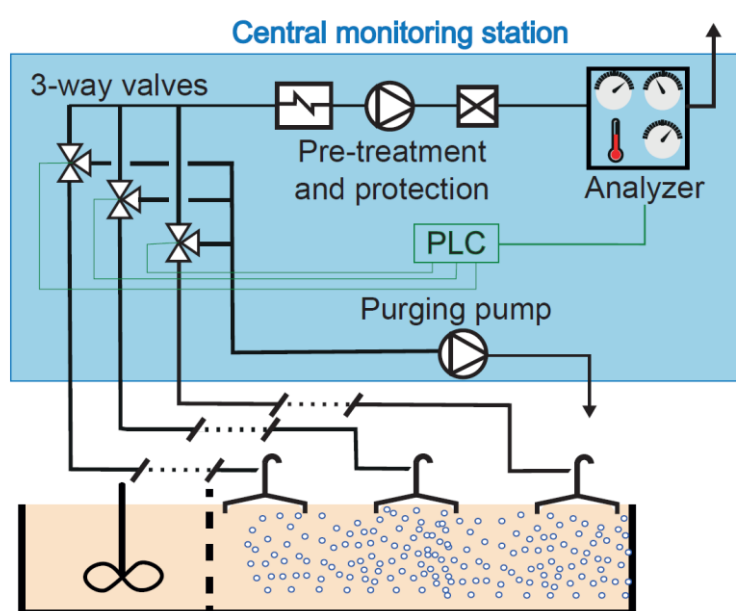 Central monitoring station
3-way valves
Pre-treatment
and protection
Analyzer
PLC
Purging pump